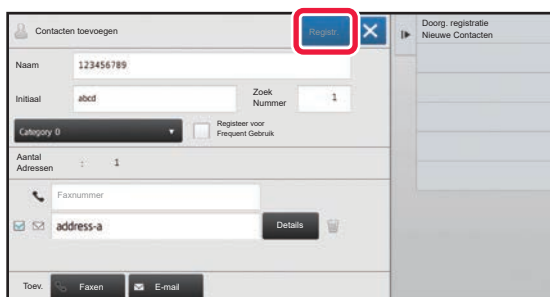 Contacten toevoegen
Registr.
Doorg. registratie
Nieuwe Contacten
Naam
123456789
Initiaal
abcd
Zoek
Nummer
1
Category 0
Registeer voor
Frequent Gebruik
Aantal
Adressen
:
1
Faxnummer
address-a
Details
Toev.
Faxen
E-mail